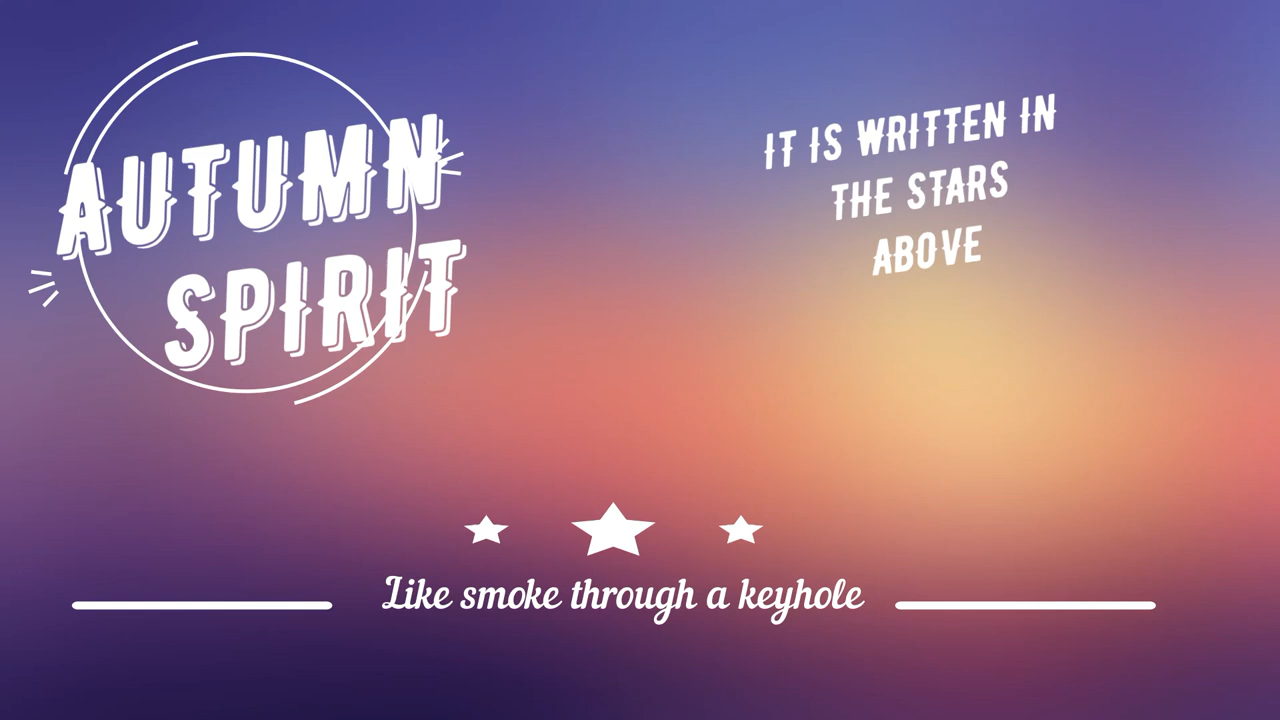 AUTUMN
SPIRIT
IT IS WRITTEN IN
THE STARS
ABOVE
Like smoke through a keyhole